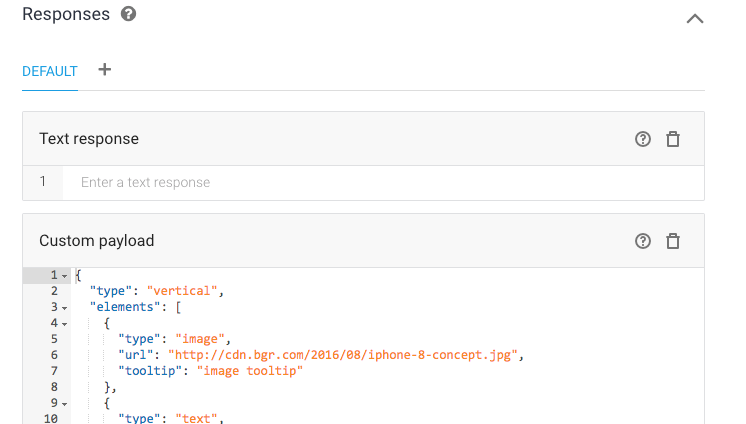 Responses
DEFAULT +
Text response
1 Enter a text response
Custom payload
1 {
2 "type": "vertical",
3 "elements": [
4 {
5 "type": "image",
6 "url": "http://cdn.bgr.com/2016/08/iphone-8-concept.jpg",
7 "tooltip": "image tooltip"
8 },
9 {
10 "type": "text",